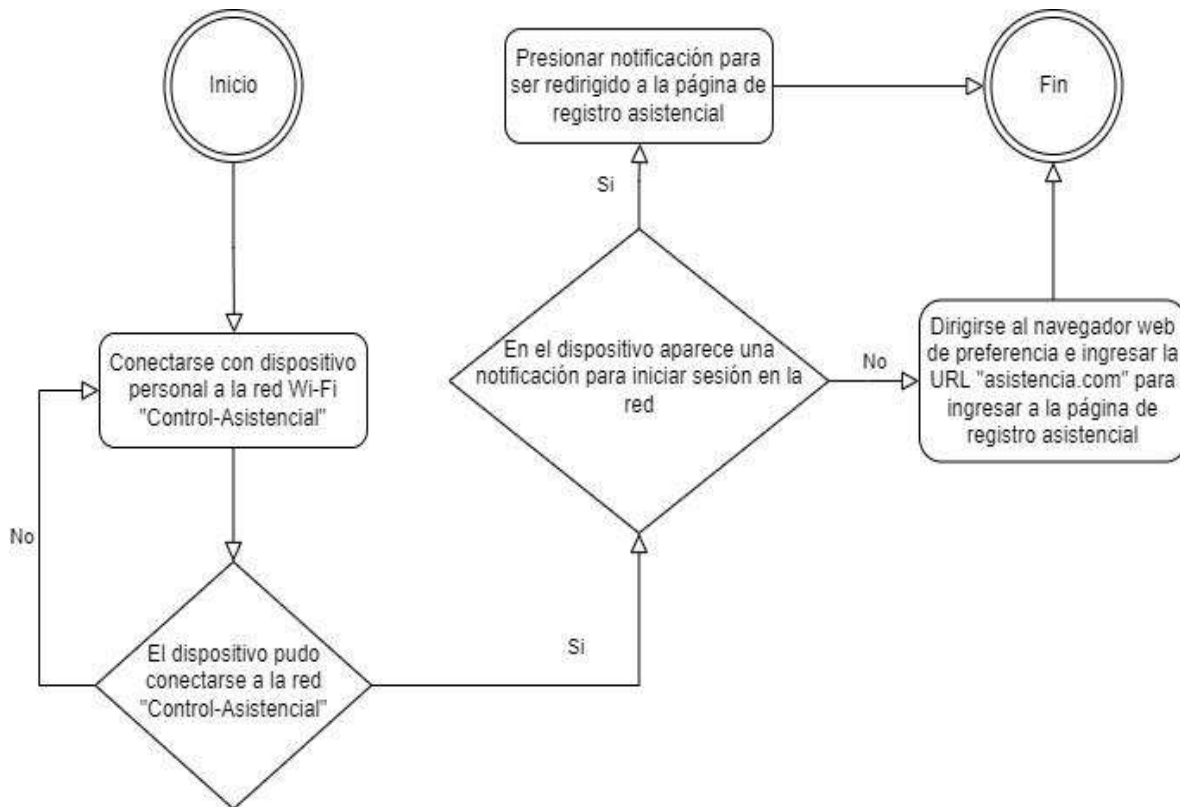 Inicio
Conectarse con dispositivo
personal a la red Wi-Fi
"Control-Asistencial"
No
El dispositivo pudo
conectarse a la red
"Control-Asistencial"
Si
En el dispositivo aparece una
notificación para iniciar sesión en la
red
Si
Presionar notificación para
ser redirigido a la página de
registro asistencial
No
Dirigirse al navegador web
de preferencia e ingresar la
URL "asistencia.com" para
ingresar a la página de
registro asistencial
Fin